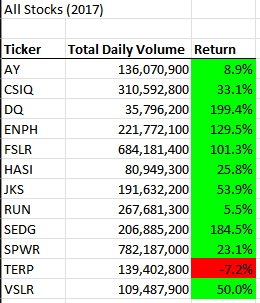 All Stocks (2017)
Ticker Total Daily Volume Return
AY 136,070,900 8.9%
CSIQ 310,592,800 33.1%
DQ 35,796,200 199.4%
ENPH 221,772,100 129.5%
FSLR 684,181,400 101.3%
HASI 80,949,300 25.8%
JKS 191,632,200 53.9%
RUN 267,681,300 5.5%
SEDG 206,885,200 184.5%
SPWR 782,187,000 23.1%
TERP 139,402,800 -7.2%
VSLR 109,487,900 50.0%